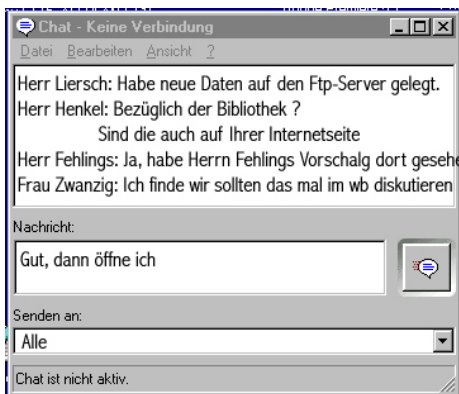 Chat - Keine Verbindung
Datei Bearbeiten Ansicht ?
Herr Liersch: Habe neue Daten auf den Ftp-Server gelegt.
Herr Henkel: Bezüglich der Bibliothek ?
Sind die auch auf Ihrer Internetseite
Herr Fehlings: Ja, habe Herrn Fehlings Vorschalg dort gesehe
Frau Zwanzig: Ich finde wir sollten das mal im wb diskutieren
Nachricht:
Gut, dann öffne ich
Senden an:
Alle
Chat ist nicht aktiv.